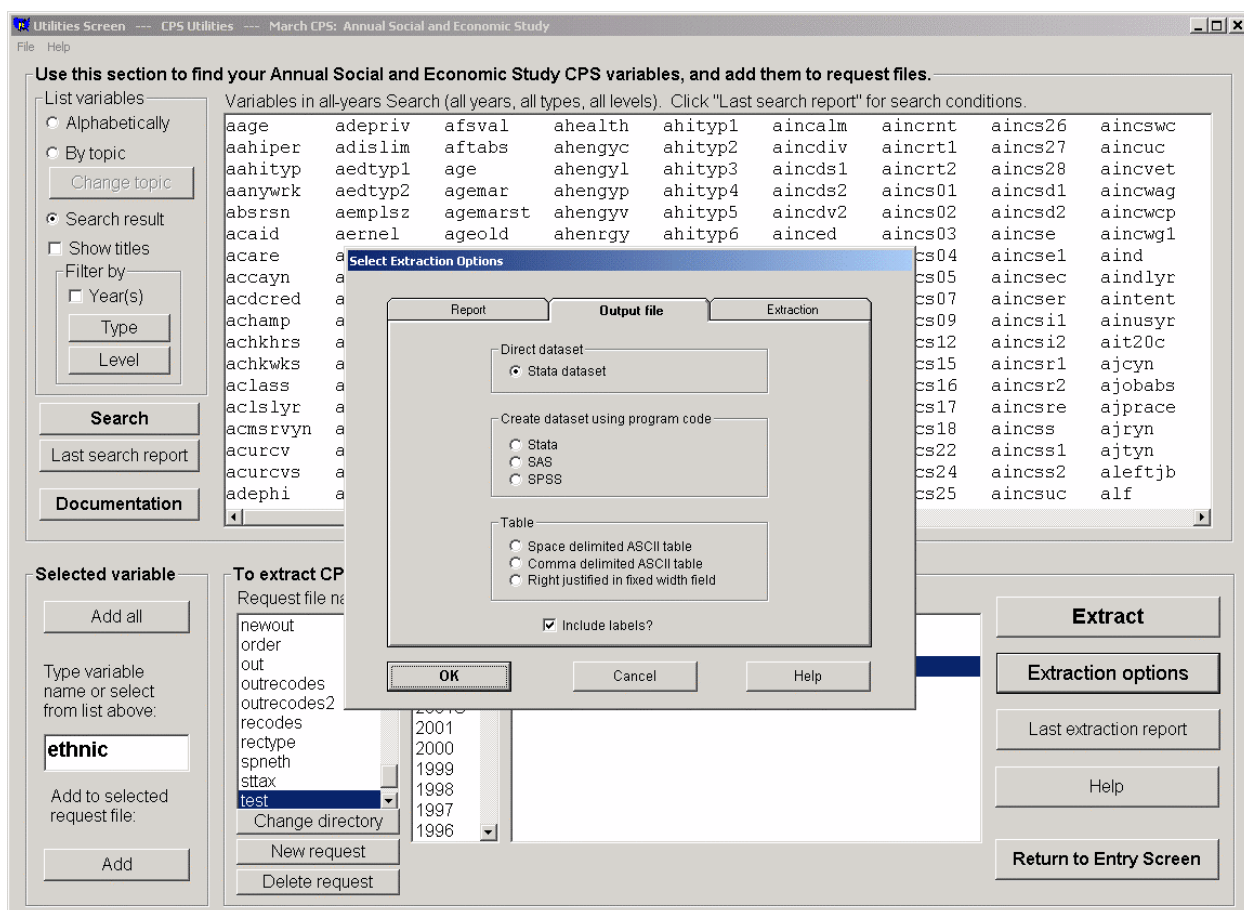 Utilities Screen --- CPS Utilities --- March CPS: Annual Social and Economic Study
File Help
Use this section to find your Annual Social and Economic Study CPS variables, and add them to request files.
List variables
Alphabetically
By topic
Change topic
Search result
Show titles
Filter by
Year(s)
Type
Level
Search
Last search report
Documentation
Variables in all-years Search (all years, all types, all levels). Click "Last search report" for search conditions.
aage adepriv afsval ahealth ahityp1 aincalm aincrnt aincs26 aincswc
aahiper adislim aftabs ahengyc ahityp2 aincdiv aincrt1 aincs27 aincuc
aahityp aedtyp1 age ahengyl ahityp3 aincds1 aincrt2 aincs28 aincvet
aanywrk aedtyp2 agemar ahengyp ahityp4 aincds2 aincs01 aincsd1 aincwag
absrsn aemplsz agemarst ahengyv ahityp5 aincdv2 aincs02 aincsd2 aincwcp
acaid aernel ageold ahenrgy ahityp6 ainced aincs03 aincse aincwg1
acare a cs04 aincse1 aind
accayn a cs05 aincsec aindlyr
acdcred a cs07 aincser aintent
achamp a cs09 aincsi1 ainusyr
achkhrs a cs12 aincsi2 ait20c
achkwks a cs15 aincsr1 ajcyn
aclass a cs16 aincsr2 ajobabs
aclslyr a cs17 aincsre ajprace
acmsrvyn a cs18 aincss ajryn
acurcv a cs22 aincss1 ajtyn
acurcvs a cs24 aincss2 aleftjb
adephi a cs25 aincsuc alf
Select Extraction Options
Report Output file Extraction
Direct dataset
Stata dataset
Create dataset using program code
Stata
SAS
SPSS
Table
Space delimited ASCII table
Comma delimited ASCII table
Right justified in fixed width field
Include labels?
OK Cancel Help
Selected variable
Add all
Type variable
name or select
from list above:
ethnic
Add to selected
request file:
Add
To extract CP
Request file na
newout
order
out
outrecodes
outrecodes2
recodes
rectype
spneth
sttax
test
Change directory
New request
Delete request
2001
2000
1999
1998
1997
1996
Extract
Extraction options
Last extraction report
Help
Return to Entry Screen